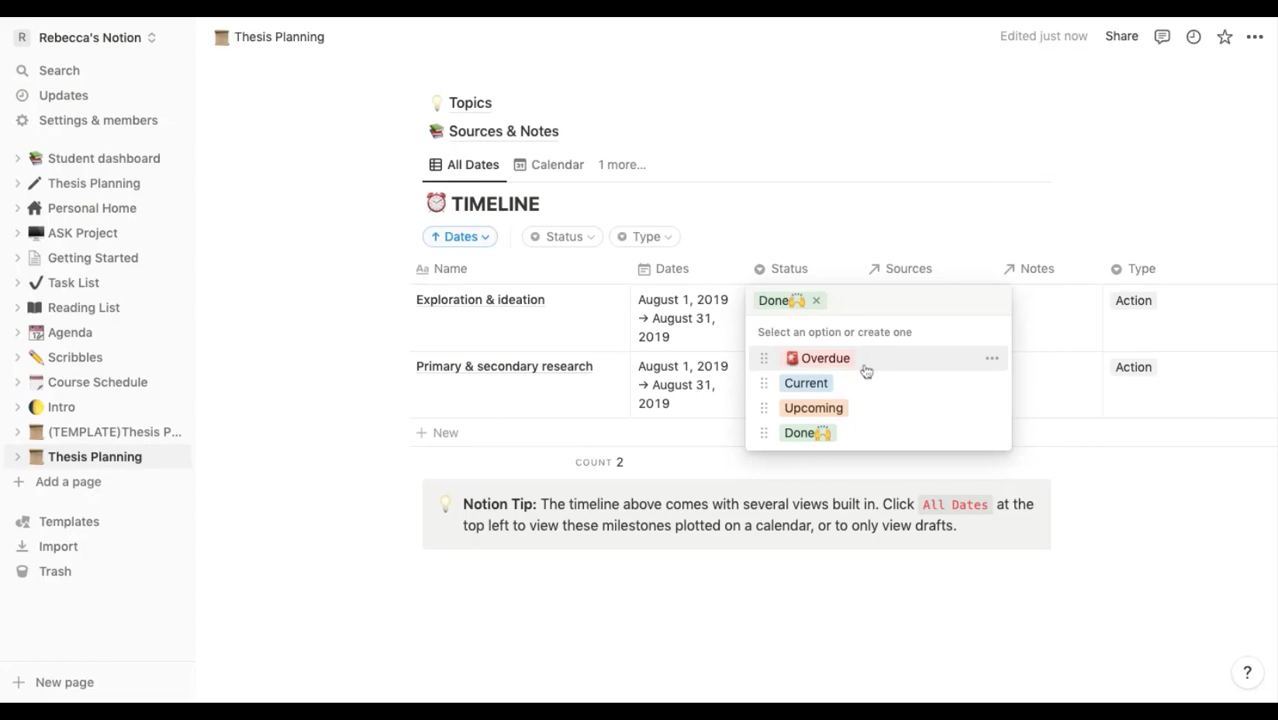 R Rebecca's Notion
Search
Updates
Settings & members
Student dashboard
Thesis Planning
Personal Home
ASK Project
Getting Started
Task List
Reading List
Agenda
Scribbles
Course Schedule
Intro
(TEMPLATE)Thesis P...
Thesis Planning
Add a page
Templates
Import
Trash
New page
Thesis Planning
Edited just now Share
Topics
Sources & Notes
All Dates 31 Calendar 1 more...
TIMELINE
Dates Status Type
Aa Name Dates Status Sources Notes Type
Exploration & ideation August 1, 2019 Done🙌 × Action
→ August 31,
2019
Select an option or create one
Overdue
Current
Upcoming
Done🙌
Primary & secondary research August 1, 2019 Action
→ August 31,
2019
+ New
COUNT 2
Notion Tip: The timeline above comes with several views built in. Click All Dates at the
top left to view these milestones plotted on a calendar, or to only view drafts.
?